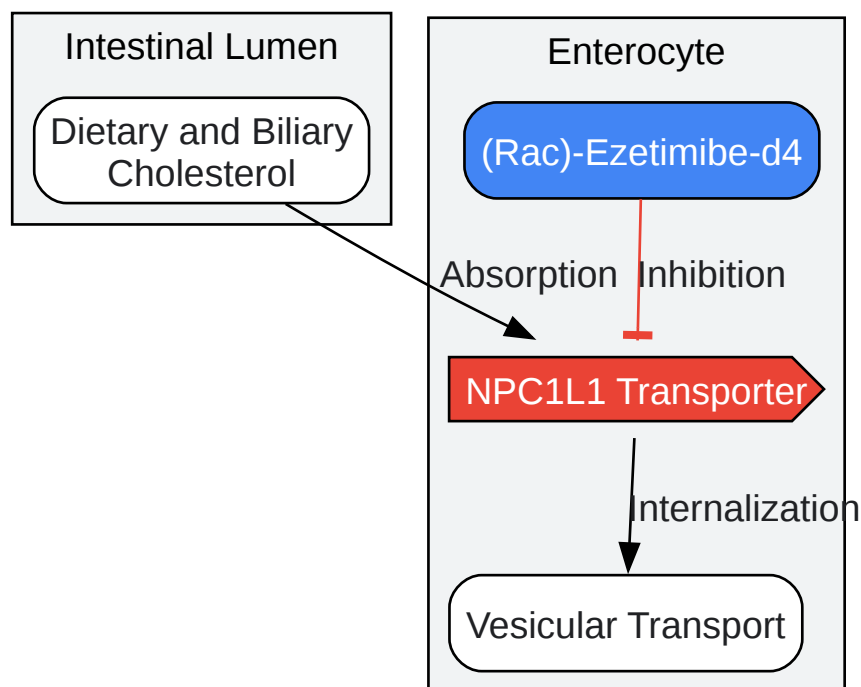 Intestinal Lumen
Dietary and Biliary
Cholesterol
Enterocyte
(Rac)-Ezetimibe-d4
Absorption
Inhibition
NPC1L1 Transporter
Internalization
Vesicular Transport